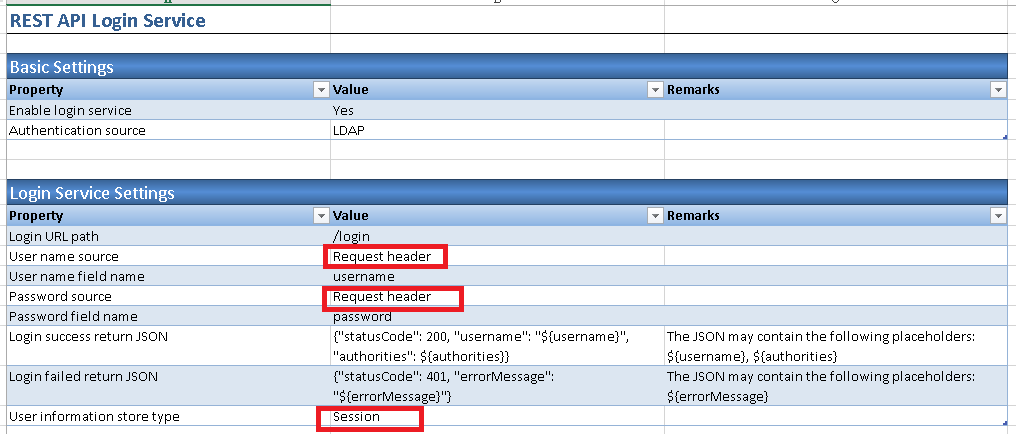 REST API Login Service
Basic Settings
Property Value Remarks
Enable login service Yes
Authentication source LDAP
Login Service Settings
Property Value Remarks
Login URL path /login
User name source Request header
User name field name username
Password source Request header
Password field name password
Login success return JSON {"statusCode": 200, "username": "${username}", The JSON may contain the following placeholders:
"authorities": ${authorities}} ${username}, ${authorities}
Login failed return JSON {"statusCode": 401, "errorMessage": The JSON may contain the following placeholders:
"${errorMessage}"} ${errorMessage}
User information store type Session